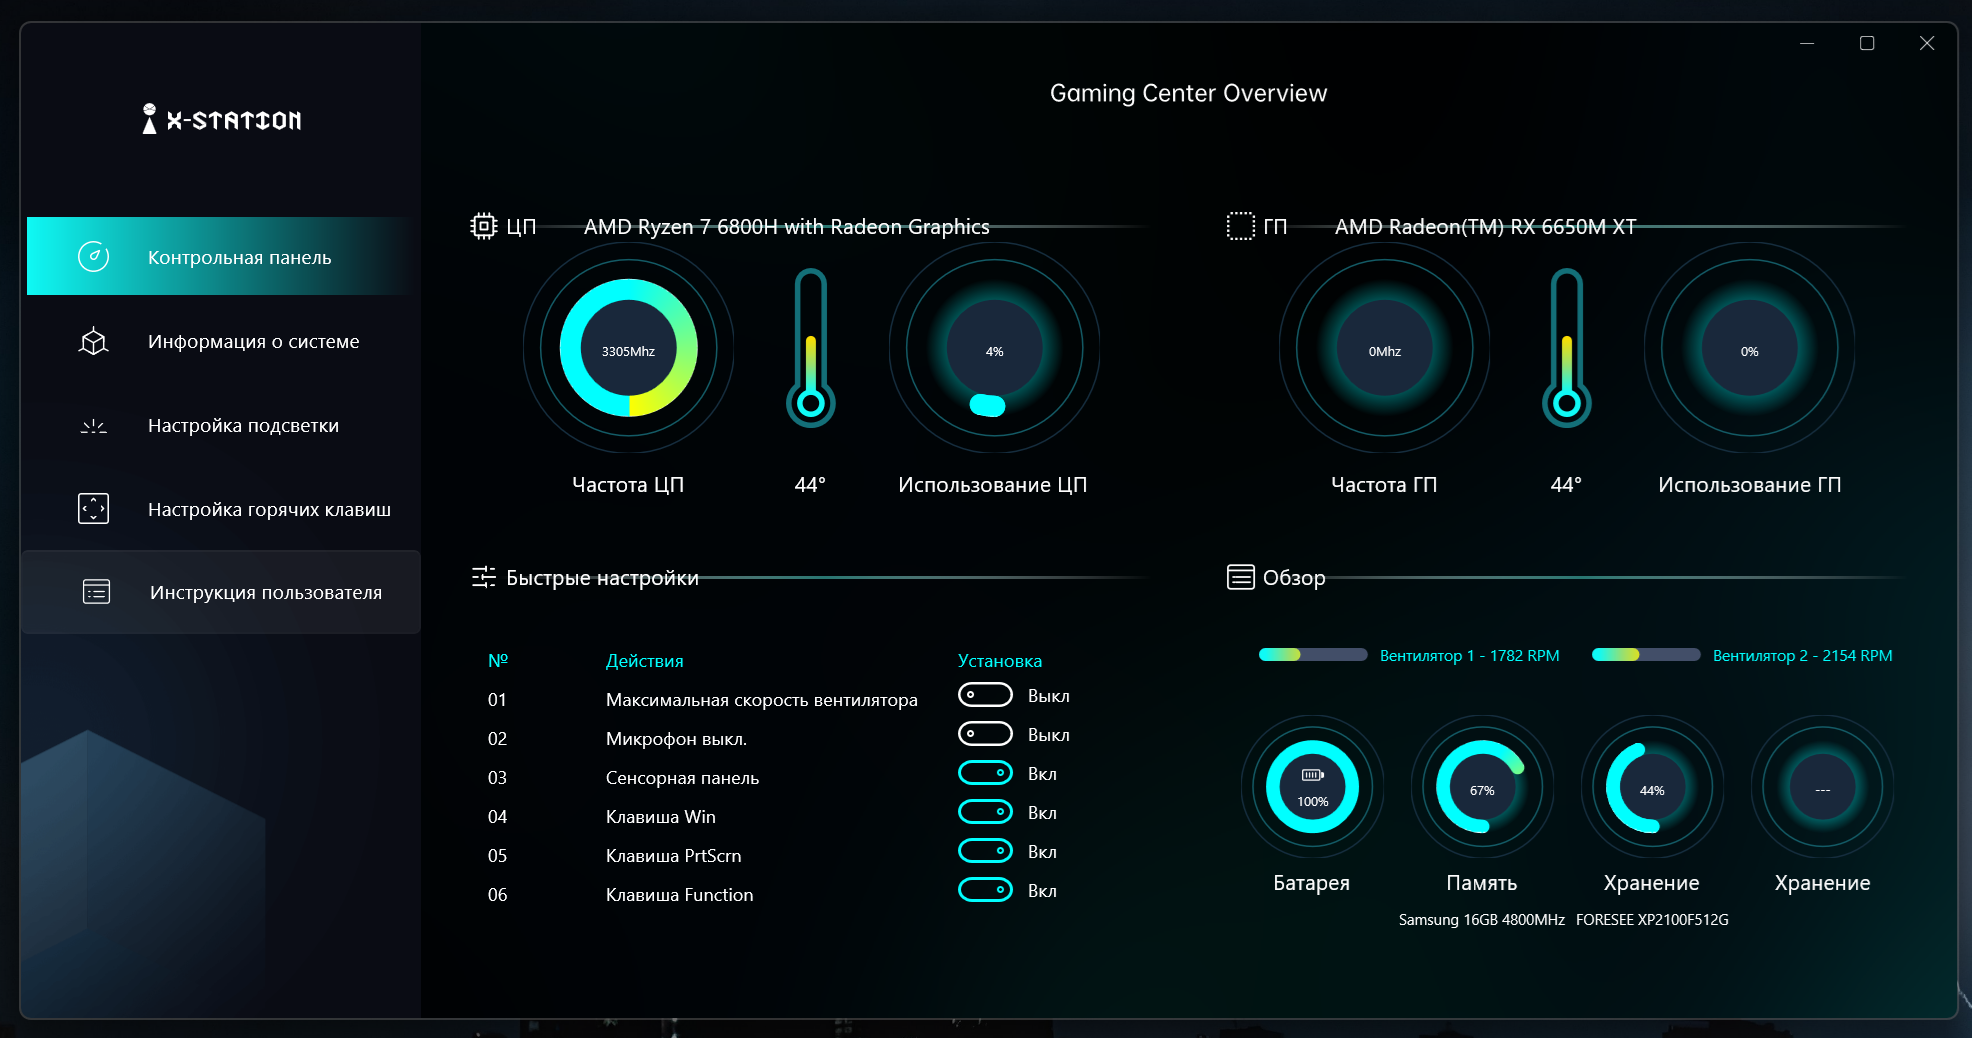 Gaming Center Overview
X-STATION
Контрольная панель
Информация о системе
Настройка подсветки
Настройка горячих клавиш
Инструкция пользователя
ЦП AMD Ryzen 7 6800H with Radeon Graphics
3305Mhz
4%
Частота ЦП 44° Использование ЦП
ГП AMD Radeon(TM) RX 6650M XT
0Mhz
0%
Частота ГП 44° Использование ГП
Быстрые настройки
№ Действия Установка
01 Максимальная скорость вентилятора Выкл
02 Микрофон выкл. Выкл
03 Сенсорная панель Вкл
04 Клавиша Win Вкл
05 Клавиша PrtScrn Вкл
06 Клавиша Function Вкл
Обзор
Вентилятор 1 - 1782 RPM Вентилятор 2 - 2154 RPM
100% 67% 44% ---
Батарея Память Хранение Хранение
Samsung 16GB 4800MHz FORESEE XP2100F512G